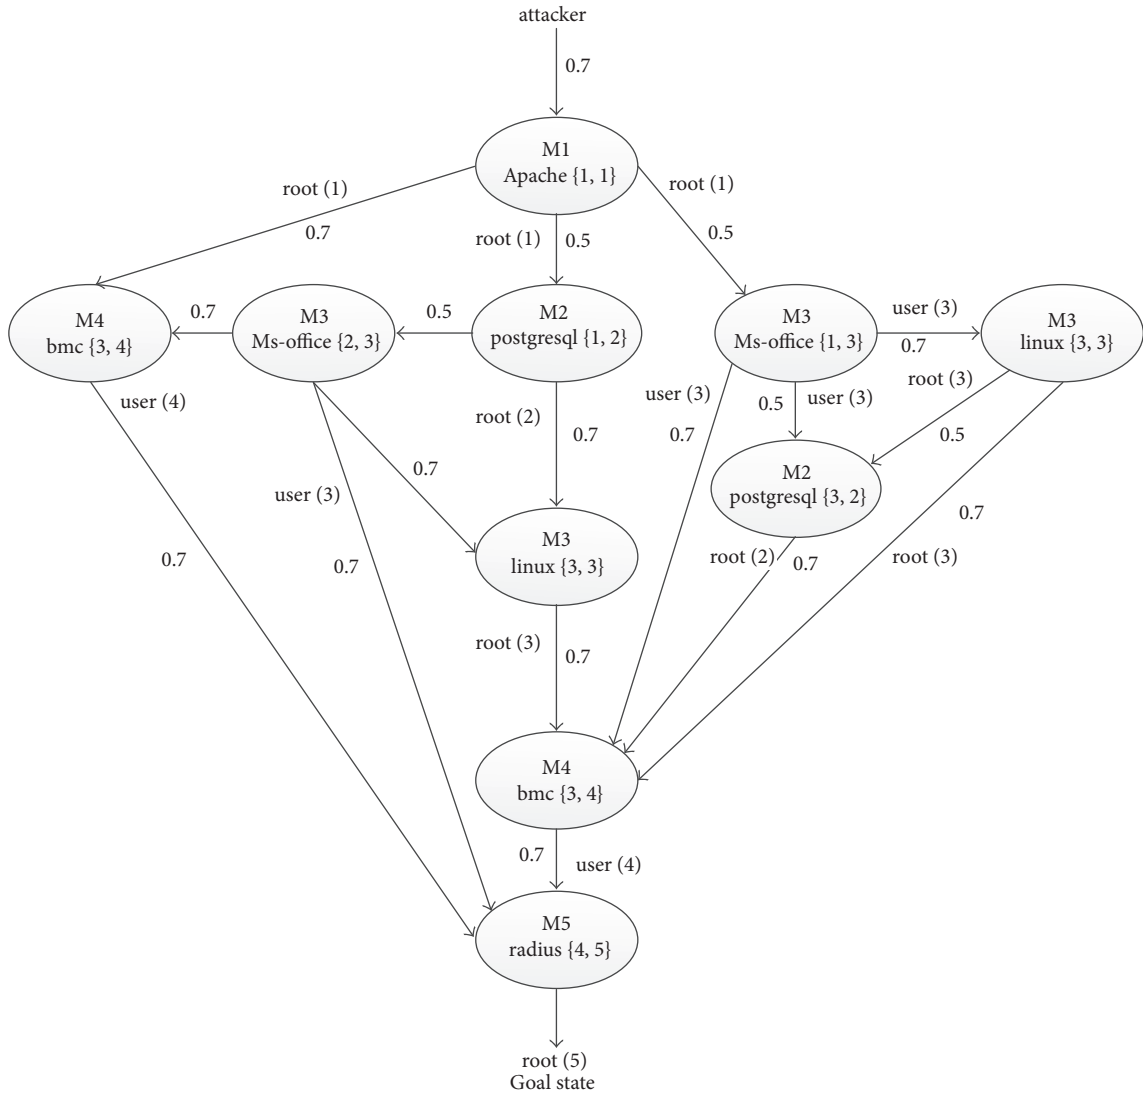 attacker
0.7
M1
Apache {1, 1}
root (1)
0.7
root (1)
0.5
root (1)
0.5
M4
bmc {3, 4}
0.7
M3
Ms-office {2, 3}
0.5
M2
postgresql {1, 2}
M3
Ms-office {1, 3}
user (3)
0.7
M3
linux {3, 3}
user (4)
root (2)
0.7
user (3)
0.7
0.5
user (3)
root (3)
0.5
0.7
user (3)
0.7
M2
postgresql {3, 2}
0.7
M3
linux {3, 3}
root (2)
0.7
0.7
root (3)
root (3)
0.7
M4
bmc {3, 4}
0.7
user (4)
M5
radius {4, 5}
root (5)
Goal state